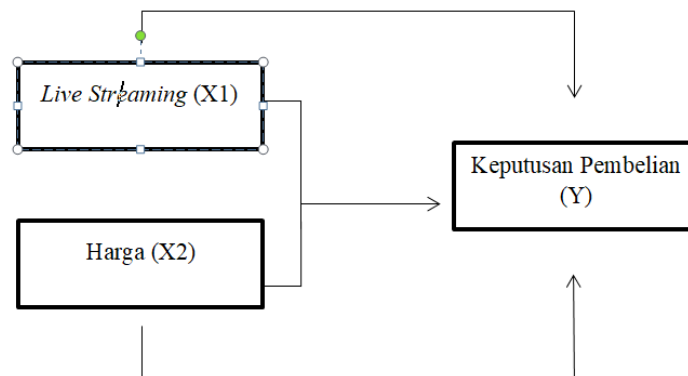 Live Streaming (X1)
Keputusan Pembelian
(Y)
Harga (X2)